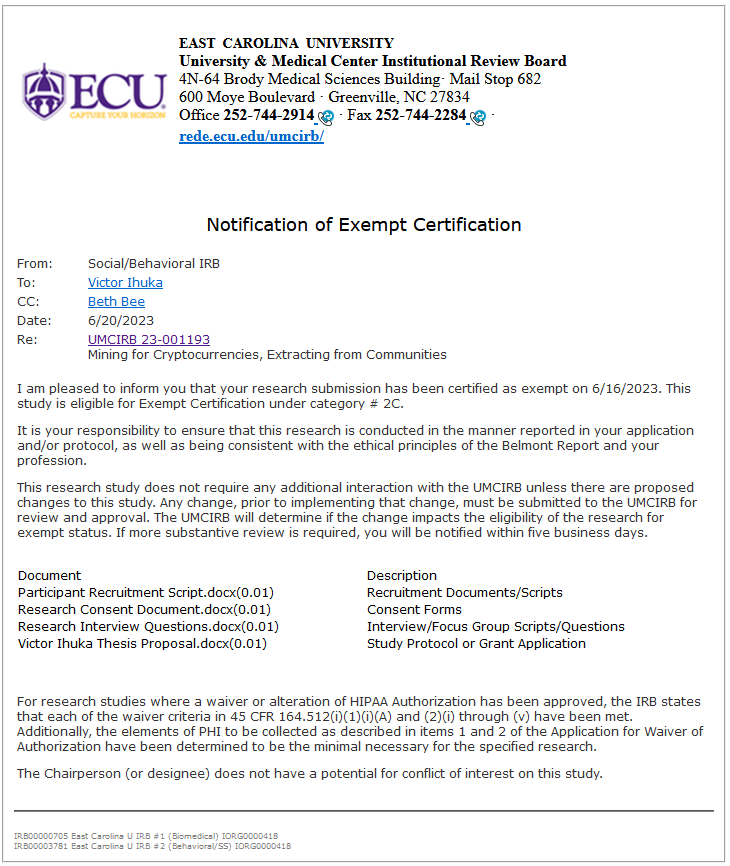 ECU
CAPTURE YOUR HORIZON
EAST CAROLINA UNIVERSITY
University & Medical Center Institutional Review Board
4N-64 Brody Medical Sciences Building· Mail Stop 682
600 Moye Boulevard · Greenville, NC 27834
Office 252-744-2914 · Fax 252-744-2284 ·
rede.ecu.edu/umcirb/
Notification of Exempt Certification
From: Social/Behavioral IRB
To: Victor Ihuka
CC: Beth Bee
Date: 6/20/2023
Re: UMCIRB 23-001193
Mining for Cryptocurrencies, Extracting from Communities
I am pleased to inform you that your research submission has been certified as exempt on 6/16/2023. This
study is eligible for Exempt Certification under category # 2C.
It is your responsibility to ensure that this research is conducted in the manner reported in your application
and/or protocol, as well as being consistent with the ethical principles of the Belmont Report and your
profession.
This research study does not require any additional interaction with the UMCIRB unless there are proposed
changes to this study. Any change, prior to implementing that change, must be submitted to the UMCIRB for
review and approval. The UMCIRB will determine if the change impacts the eligibility of the research for
exempt status. If more substantive review is required, you will be notified within five business days.
Document Description
Participant Recruitment Script.docx(0.01) Recruitment Documents/Scripts
Research Consent Document.docx(0.01) Consent Forms
Research Interview Questions.docx(0.01) Interview/Focus Group Scripts/Questions
Victor Ihuka Thesis Proposal.docx(0.01) Study Protocol or Grant Application
For research studies where a waiver or alteration of HIPAA Authorization has been approved, the IRB states
that each of the waiver criteria in 45 CFR 164.512(i)(1)(i)(A) and (2)(i) through (v) have been met.
Additionally, the elements of PHI to be collected as described in items 1 and 2 of the Application for Waiver of
Authorization have been determined to be the minimal necessary for the specified research.
The Chairperson (or designee) does not have a potential for conflict of interest on this study.
IRB00000705 East Carolina U IRB #1 (Biomedical) IORG0000418
IRB00003781 East Carolina U IRB #2 (Behavioral/SS) IORG0000418